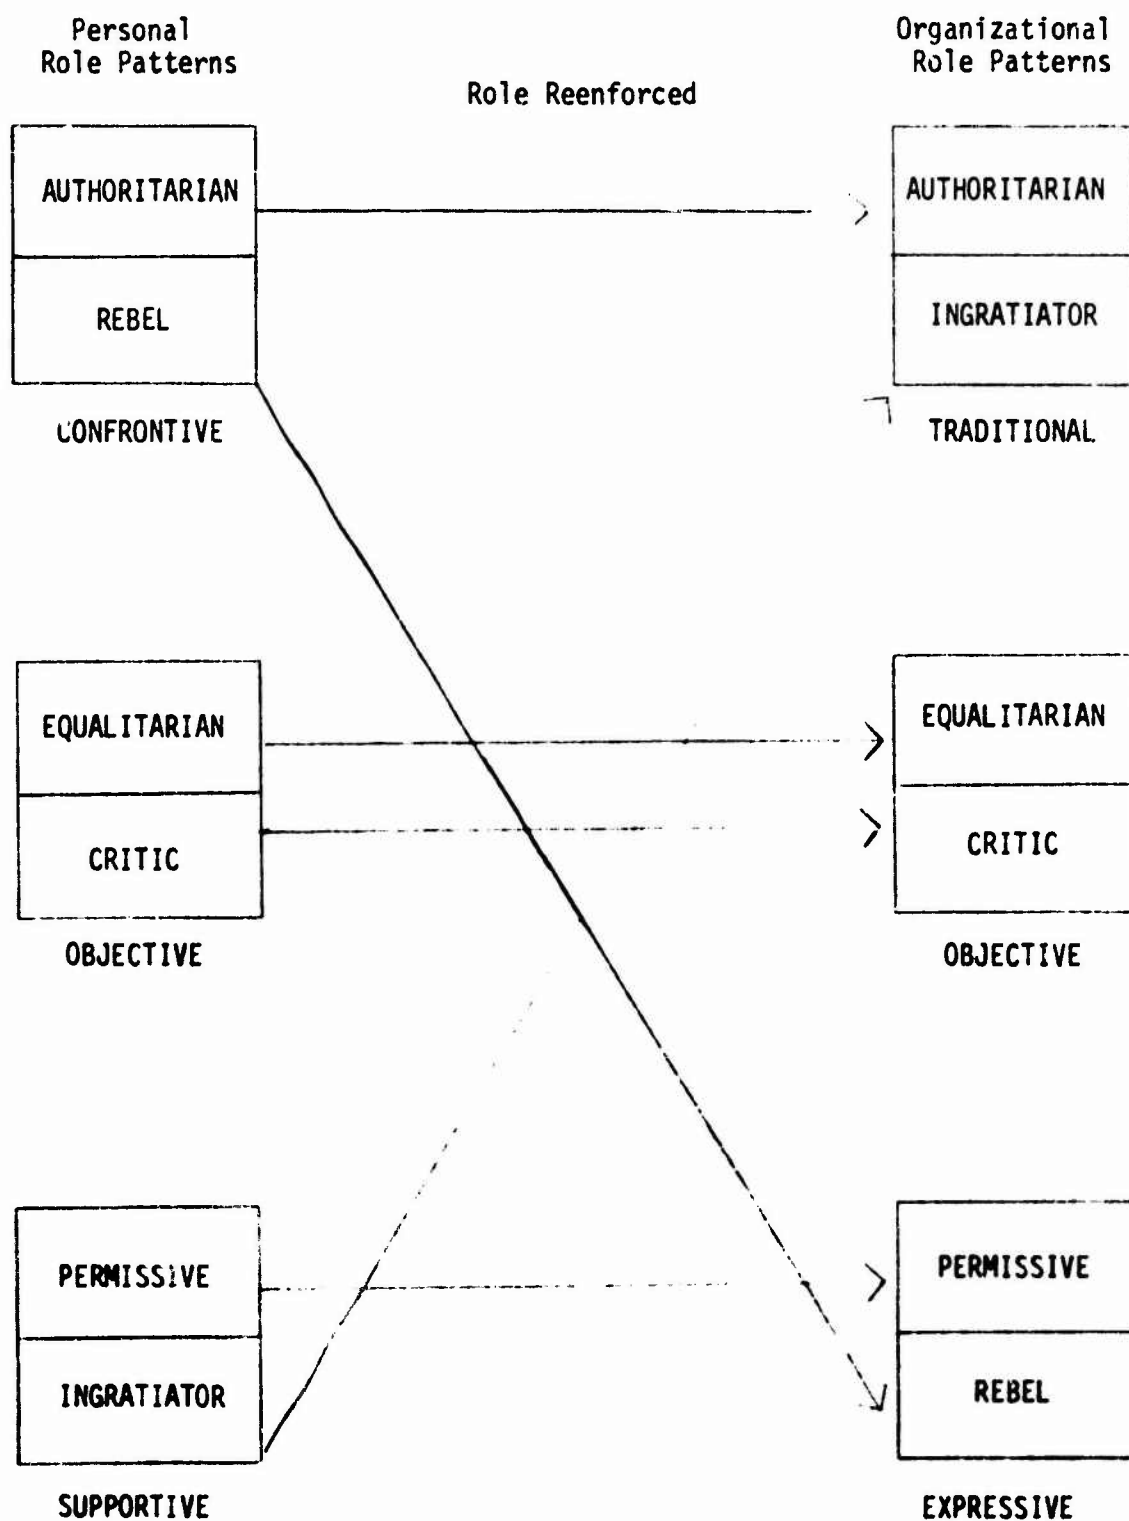 Personal
Role Patterns
Role Reenforced
Organizational
Role Patterns
AUTHORITARIAN
REBEL
CONFRONTIVE
AUTHORITARIAN
INGRATIATOR
TRADITIONAL
EQUALITARIAN
CRITIC
OBJECTIVE
EQUALITARIAN
CRITIC
OBJECTIVE
PERMISSIVE
INGRATIATOR
SUPPORTIVE
PERMISSIVE
REBEL
EXPRESSIVE